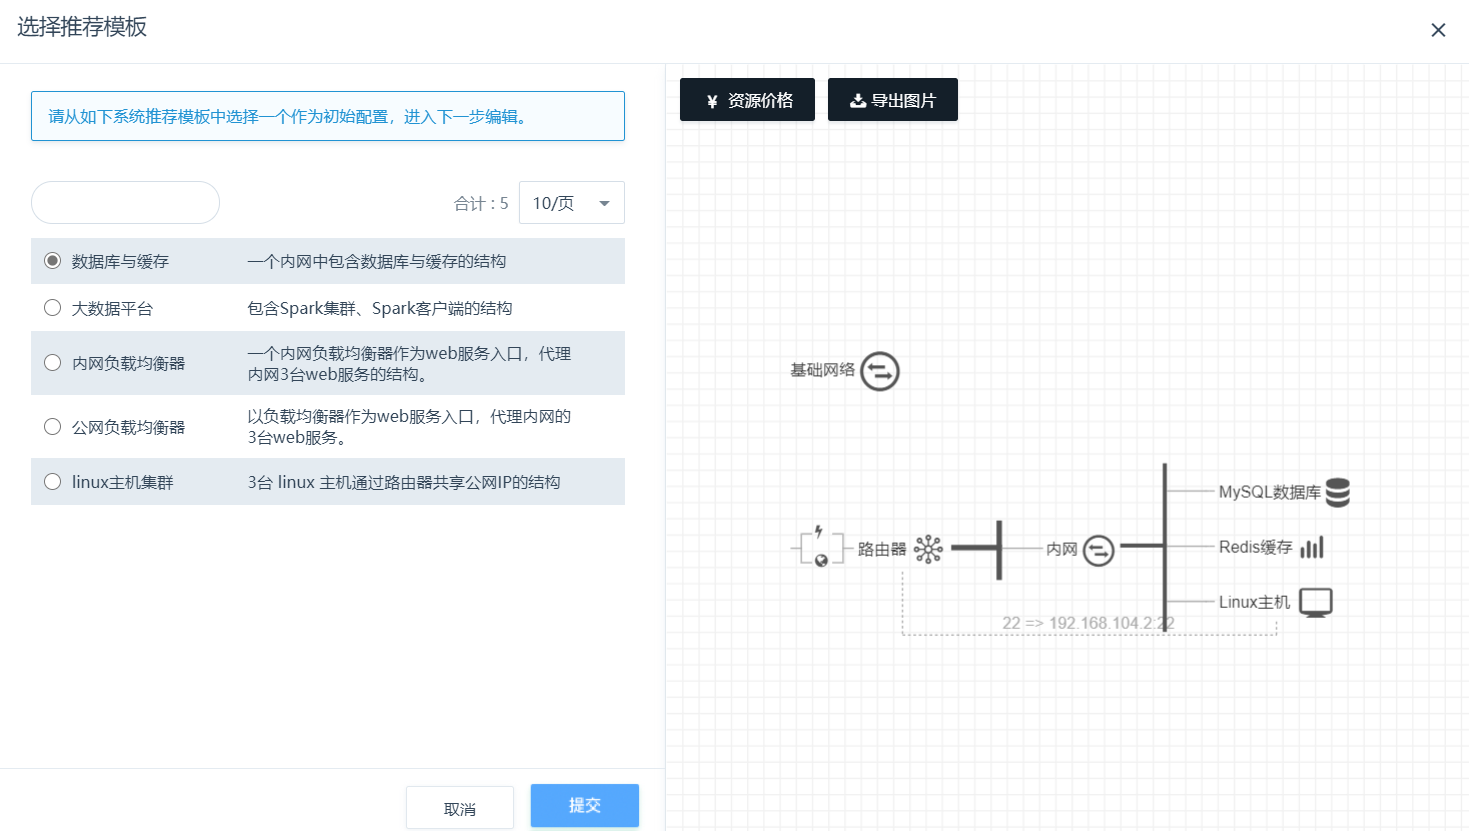 选择推荐模板
请从如下系统推荐模板中选择一个作为初始配置，进入下一步编辑。
合计：5 10/页
数据库与缓存 一个内网中包含数据库与缓存的结构
大数据平台 包含Spark集群、Spark客户端的结构
内网负载均衡器 一个内网负载均衡器作为web服务入口，代理
内网3台web服务的结构。
公网负载均衡器 以负载均衡器作为web服务入口，代理内网的
3台web服务。
linux主机集群 3台 linux 主机通过路由器共享公网IP的结构
取消 提交
¥ 资源价格 导出图片
基础网络
MySQL数据库
路由器 内网 Redis缓存
Linux主机
22 => 192.168.104.2:22